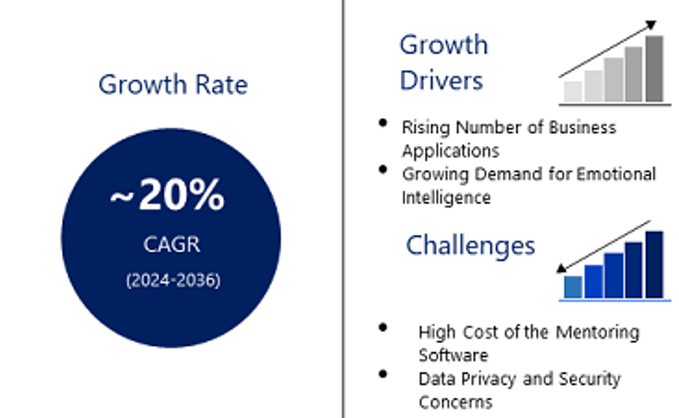 Growth Rate
~20%
CAGR
(2024-2036)
Growth
Drivers
• Rising Number of Business
Applications
• Growing Demand for Emotional
Intelligence
Challenges
• High Cost of the Mentoring
Software
• Data Privacy and Security
Concerns